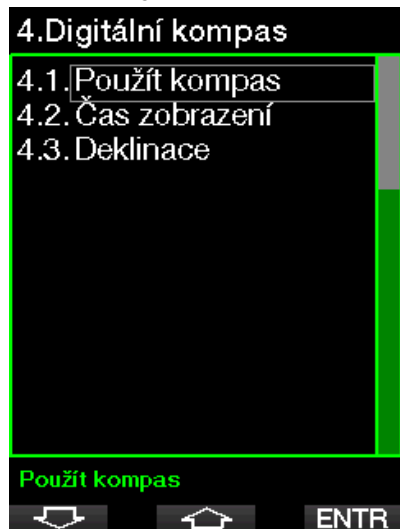 4.Digitální kompas
4.1. Použít kompas
4.2. Čas zobrazení
4.3. Deklinace
Použít kompas
ENTR